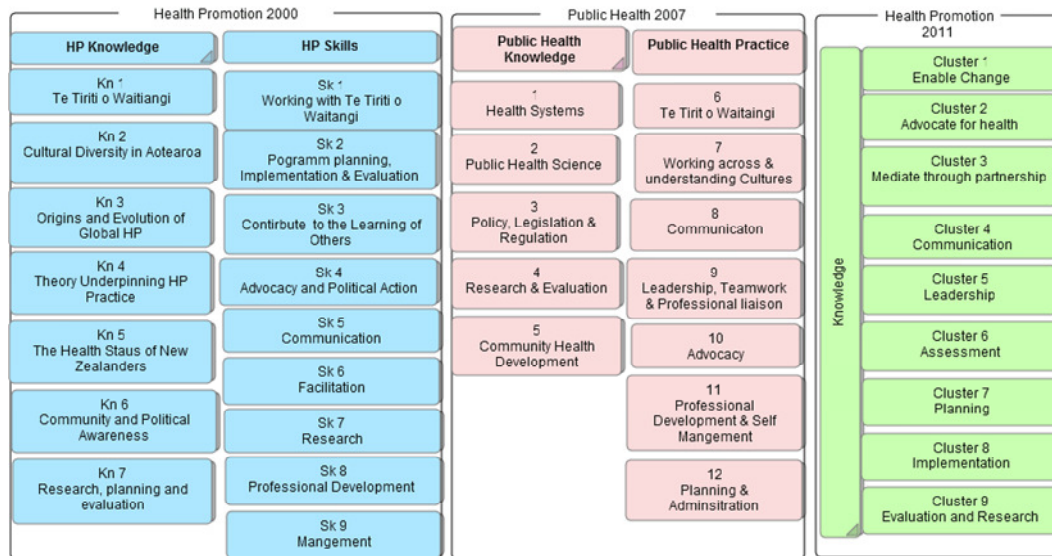 Health Promotion 2000
HP Knowledge
Kn 1
Te Tiriti o Waitiangi
Kn 2
Cultural Diversity in Aotearoa
Kn 3
Origins and Evolution of
Global HP
Kn 4
Theory Underpinning HP
Practice
Kn 5
The Health Staus of New
Zealanders
Kn 6
Community and Political
Awareness
Kn 7
Research, planning and
evaluation
HP Skills
Sk 1
Working with Te Tiriti o
Waitangi
Sk 2
Pogramm planning,
Implementation & Evaluation
Sk 3
Contirbute to the Learning of
Others
Sk 4
Advocacy and Political Action
Sk 5
Communication
Sk 6
Facilitation
Sk 7
Research
Sk 8
Professional Development
Sk 9
Mangement
Public Health 2007
Public Health
Knowledge
1
Health Systems
2
Public Health Science
3
Policy, Legislation &
Regulation
4
Research & Evaluation
5
Community Health
Development
Public Health Practice
6
Te Tirit o Waitaingi
7
Working across &
understanding Cultures
8
Communicaton
9
Leadership, Teamwork
& Professional liaison
10
Advocacy
11
Professional
Development & Self
Mangement
12
Planning &
Adminsitration
Health Promotion
2011
Knowledge
Cluster 1
Enable Change
Cluster 2
Advocate for health
Cluster 3
Mediate through partnership
Cluster 4
Communication
Cluster 5
Leadership
Cluster 6
Assessment
Cluster 7
Planning
Cluster 8
Implementation
Cluster 9
Evaluation and Research